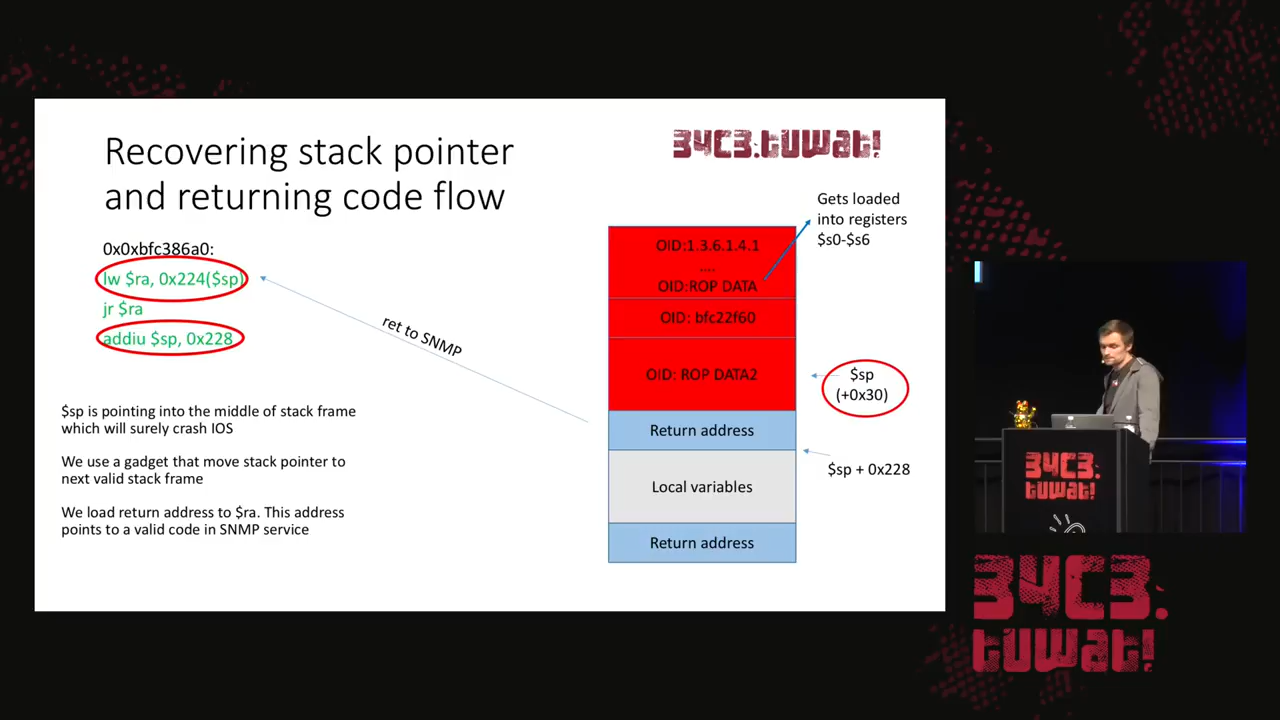 Recovering stack pointer
and returning code flow
34C3.tuwat!
0x0xbfc386a0:
lw $ra, 0x224($sp)
jr $ra
addiu $sp, 0x228
ret to SNMP
$sp is pointing into the middle of stack frame
which will surely crash IOS
We use a gadget that move stack pointer to
next valid stack frame
We load return address to $ra. This address
points to a valid code in SNMP service
Gets loaded
into registers
$s0-$s6
OID:1.3.6.1.4.1
....
OID:ROP DATA
OID: bfc22f60
OID: ROP DATA2
$sp
(+0x30)
Return address
$sp + 0x228
Local variables
Return address
34C3.
tuwat!
34C3.
tuwat!